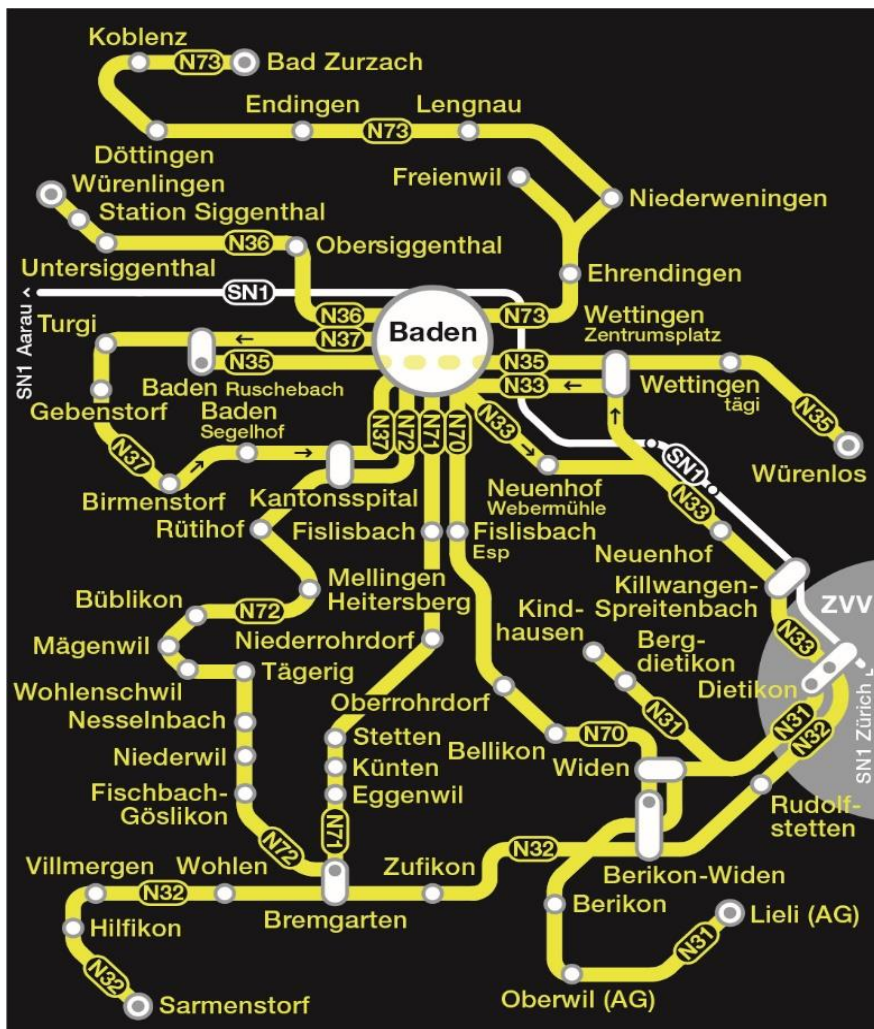 Koblenz
N73
Bad Zurzach
Endingen
Lengnau
N73
Döttingen
Würenlingen
Freienwil
Niederweningen
Station Siggenthal
N36
Obersiggenthal
Untersiggenthal
Ehrendingen
SN1
SN1 Aarau
N36
Baden
N73
Wettingen
Zentrumsplatz
Turgi
← N37
N35
N35
N33 ←
Baden Ruschebach
Wettingen
tägi
Gebenstorf
Baden
Segelhof
N37
N72
N71
N70
N33
→
↑
N35
N37
→
→
SN1
Würenlos
Birmenstorf
Kantonsspital
Neuenhof
Webermühle
N33
Rütihof
Fislisbach
Fislisbach
Esp
Neuenhof
Mellingen
Heitersberg
Killwangen-
Spreitenbach
ZVV
Büblikon
N72
Kind-
hausen
N33
Mägenwil
Niederrohrdorf
Berg-
dietikon
Wohlenschwil
Tägerig
Dietikon
Oberrohrdorf
N31
N31
N32
SN1 Zürich
Nesselnbach
Stetten
Bellikon
N70
Niederwil
Künten
Widen
Fischbach-
Göslikon
Eggenwil
Rudolf-
stetten
N72
N71
N32
Villmergen
Wohlen
Zufikon
Berikon-Widen
N32
Bremgarten
Berikon
Hilfikon
Lieli (AG)
N31
N32
Sarmenstorf
Oberwil (AG)